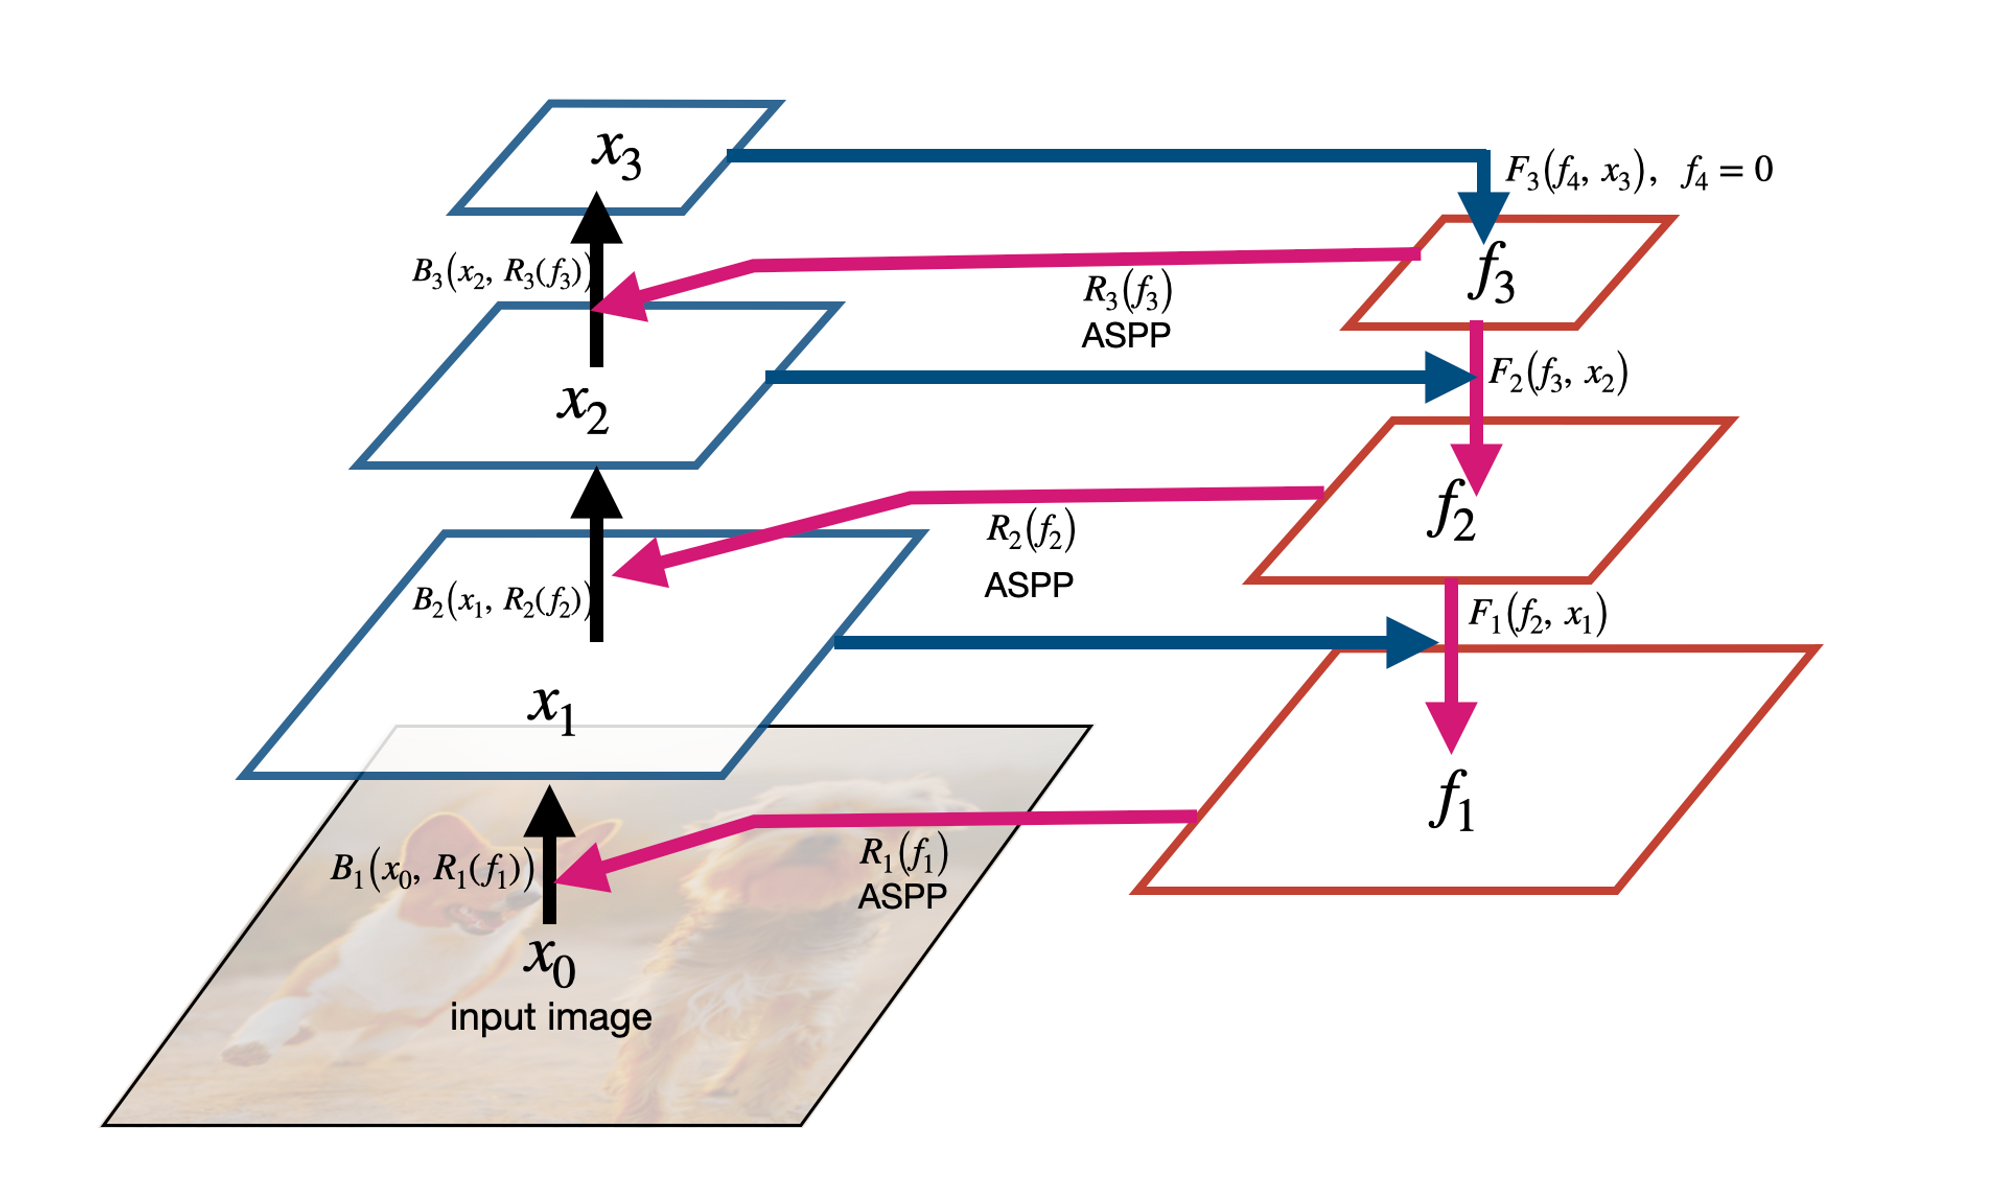 x₃
F₃(f₄, x₃), f₄ = 0
B₃(x₂, R₃(f₃))
f₃
R₃(f₃)
ASPP
x₂
F₂(f₃, x₂)
f₂
R₂(f₂)
ASPP
B₂(x₁, R₂(f₂))
F₁(f₂, x₁)
x₁
f₁
B₁(x₀, R₁(f₁))
R₁(f₁)
ASPP
x₀
input image